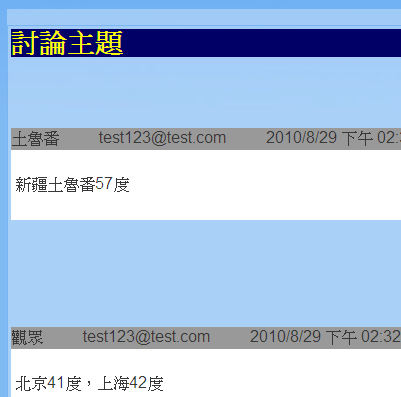 討論主題
土魯番 test123@test.com 2010/8/29 下午 02:
新疆土魯番57度
觀眾 test123@test.com 2010/8/29 下午 02:32
北京41度，上海42度